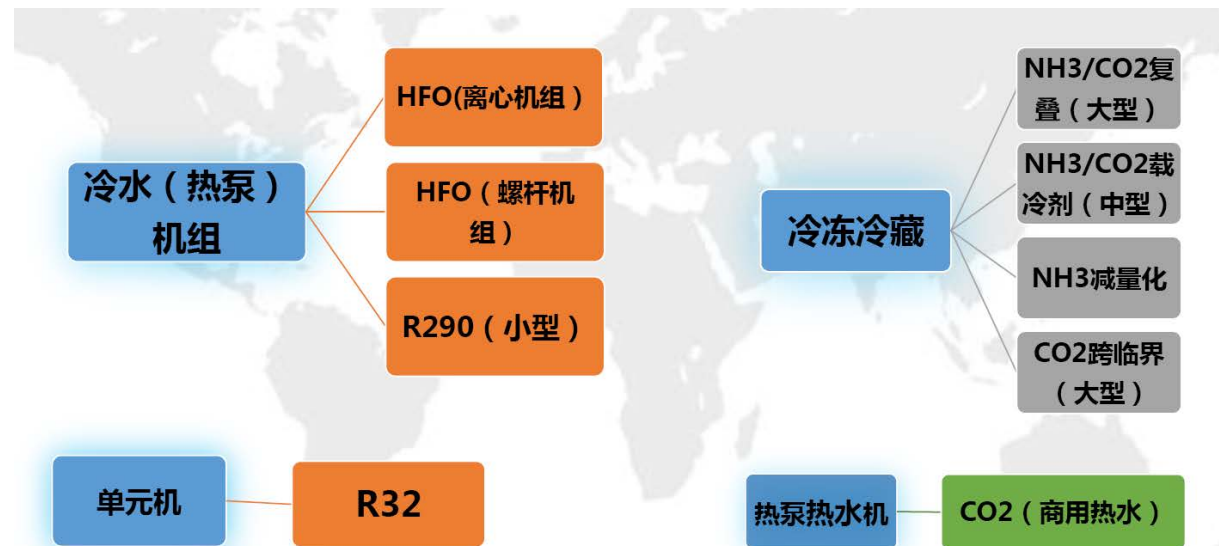 冷水（热泵）
机组
HFO(离心机组）
HFO（螺杆机
组）
R290（小型）
单元机
R32
冷冻冷藏
NH3/CO2复
叠（大型）
NH3/CO2载
冷剂（中型）
NH3减量化
CO2跨临界
（大型）
热泵热水机
CO2（商用热水）